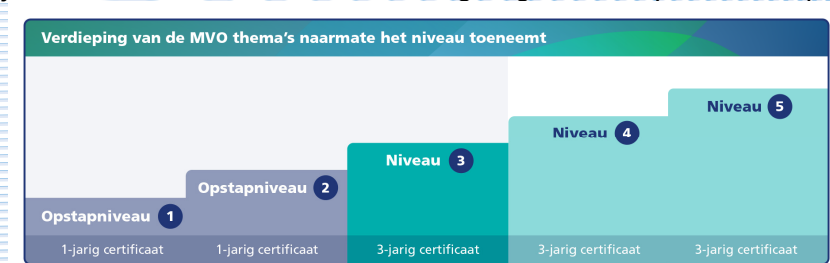 Verdieping van de MVO thema's naarmate het niveau toeneemt
Niveau 5
Niveau 4
Niveau 3
Opstapniveau 2
Opstapniveau 1
1-jarig certificaat 1-jarig certificaat 3-jarig certificaat 3-jarig certificaat 3-jarig certificaat